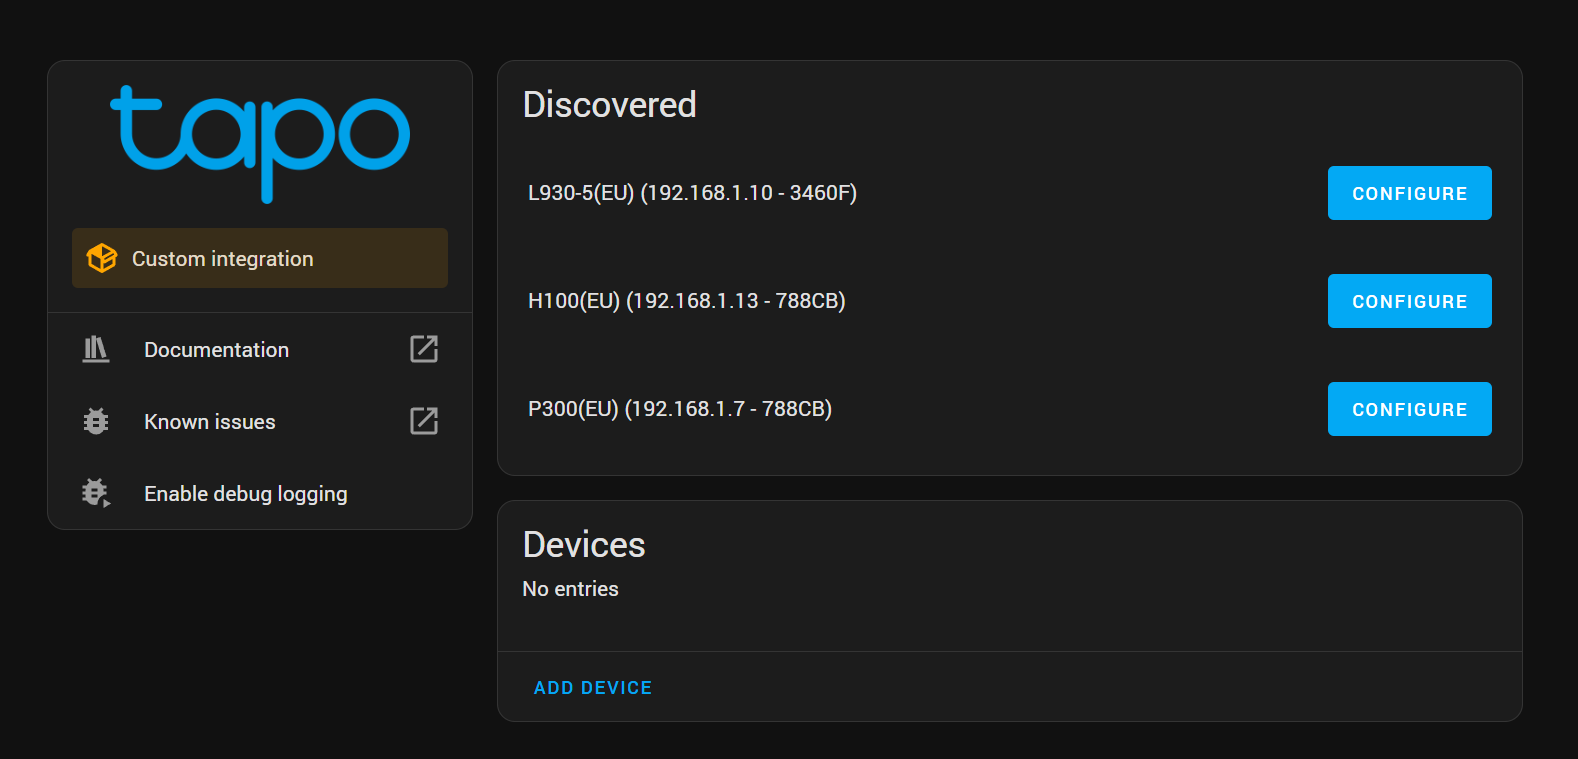 tapo
Custom integration
Documentation
Known issues
Enable debug logging
Discovered
L930-5(EU) (192.168.1.10 - 3460F)
CONFIGURE
H100(EU) (192.168.1.13 - 788CB)
CONFIGURE
P300(EU) (192.168.1.7 - 788CB)
CONFIGURE
Devices
No entries
ADD DEVICE